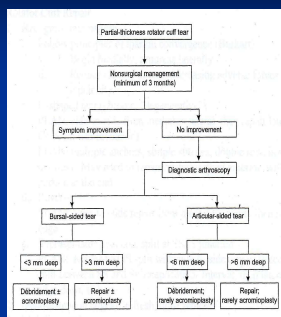 Partial-thickness rotator cuff tear
Nonsurgical management
(minimum of 3 months)
Symptom improvement
No improvement
Diagnostic arthroscopy
Bursal-sided tear
Articular-sided tear
<3 mm deep
>3 mm deep
<6 mm deep
>6 mm deep
Débridement ±
acromioplasty
Repair ±
acromioplasty
Débridement;
rarely acromioplasty
Repair;
rarely acromioplasty